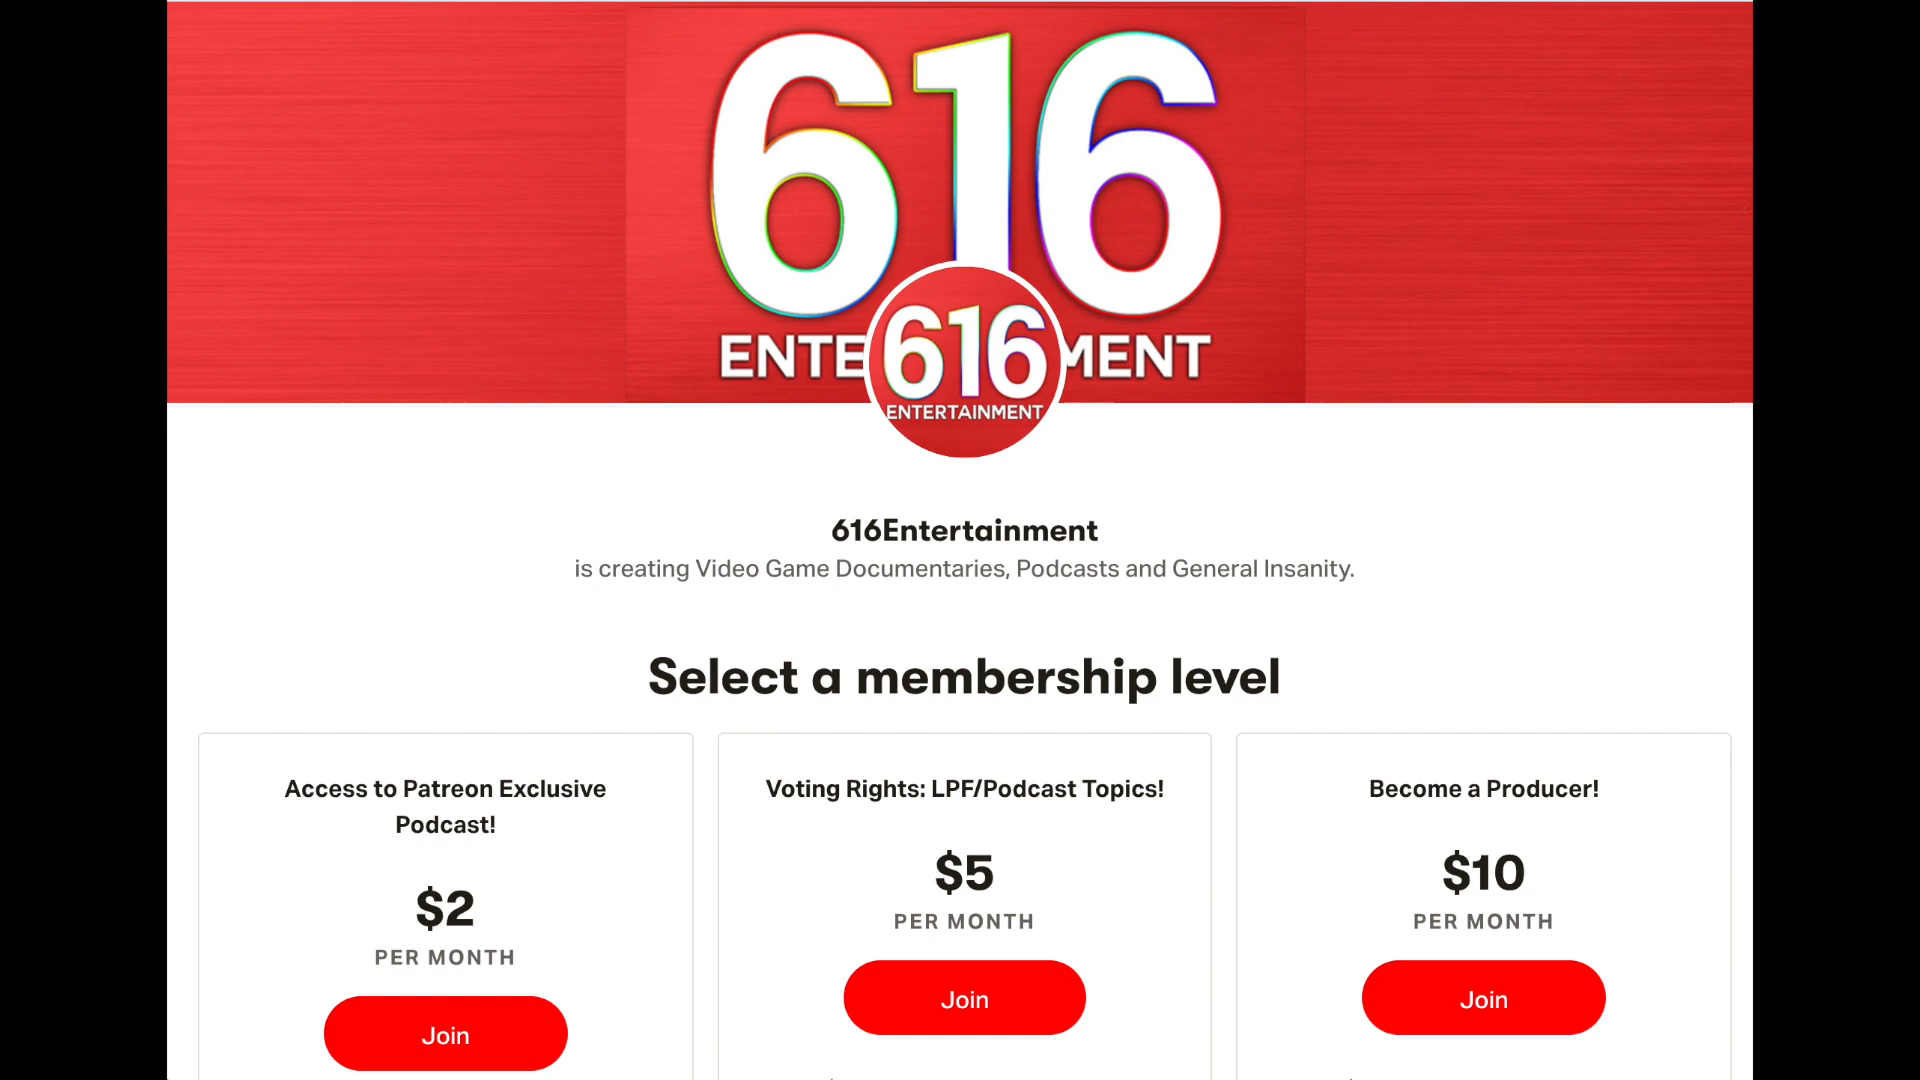 616
ENTE
MENT
616
ENTERTAINMENT
616Entertainment
is creating Video Game Documentaries, Podcasts and General Insanity.
Select a membership level
Access to Patreon Exclusive
Podcast!
$2
PER MONTH
Join
Voting Rights: LPF/Podcast Topics!
$5
PER MONTH
Join
Become a Producer!
$10
PER MONTH
Join